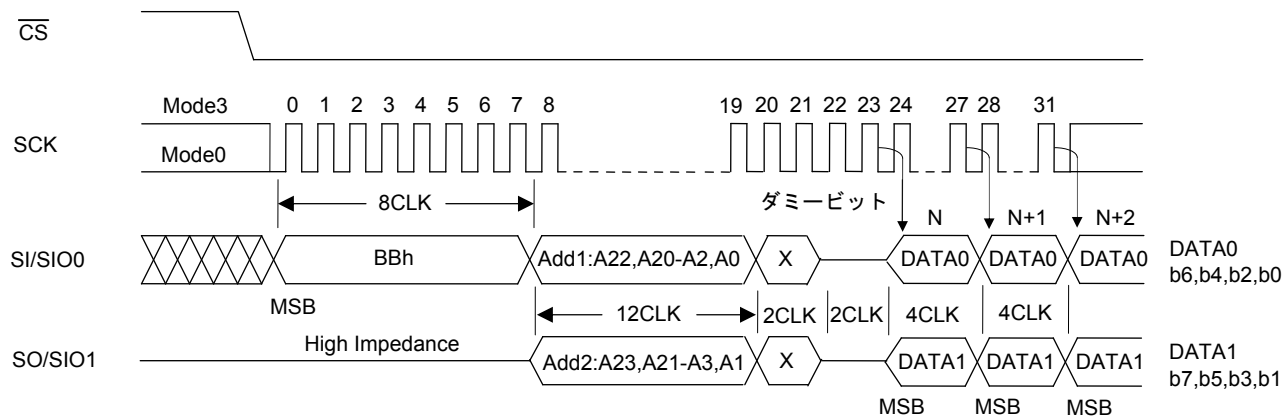 CS
Mode3
0 1 2 3 4 5 6 7 8 19 20 21 22 23 24 27 28 31
SCK
Mode0
8CLK
ダミービット
N N+1 N+2
SI/SIO0
BBh
Add1:A22,A20-A2,A0
X
DATA0 DATA0 DATA0
DATA0
b6,b4,b2,b0
MSB
12CLK
2CLK 2CLK 4CLK 4CLK
High Impedance
SO/SIO1
Add2:A23,A21-A3,A1
X
DATA1 DATA1 DATA1
DATA1
b7,b5,b3,b1
MSB MSB MSB